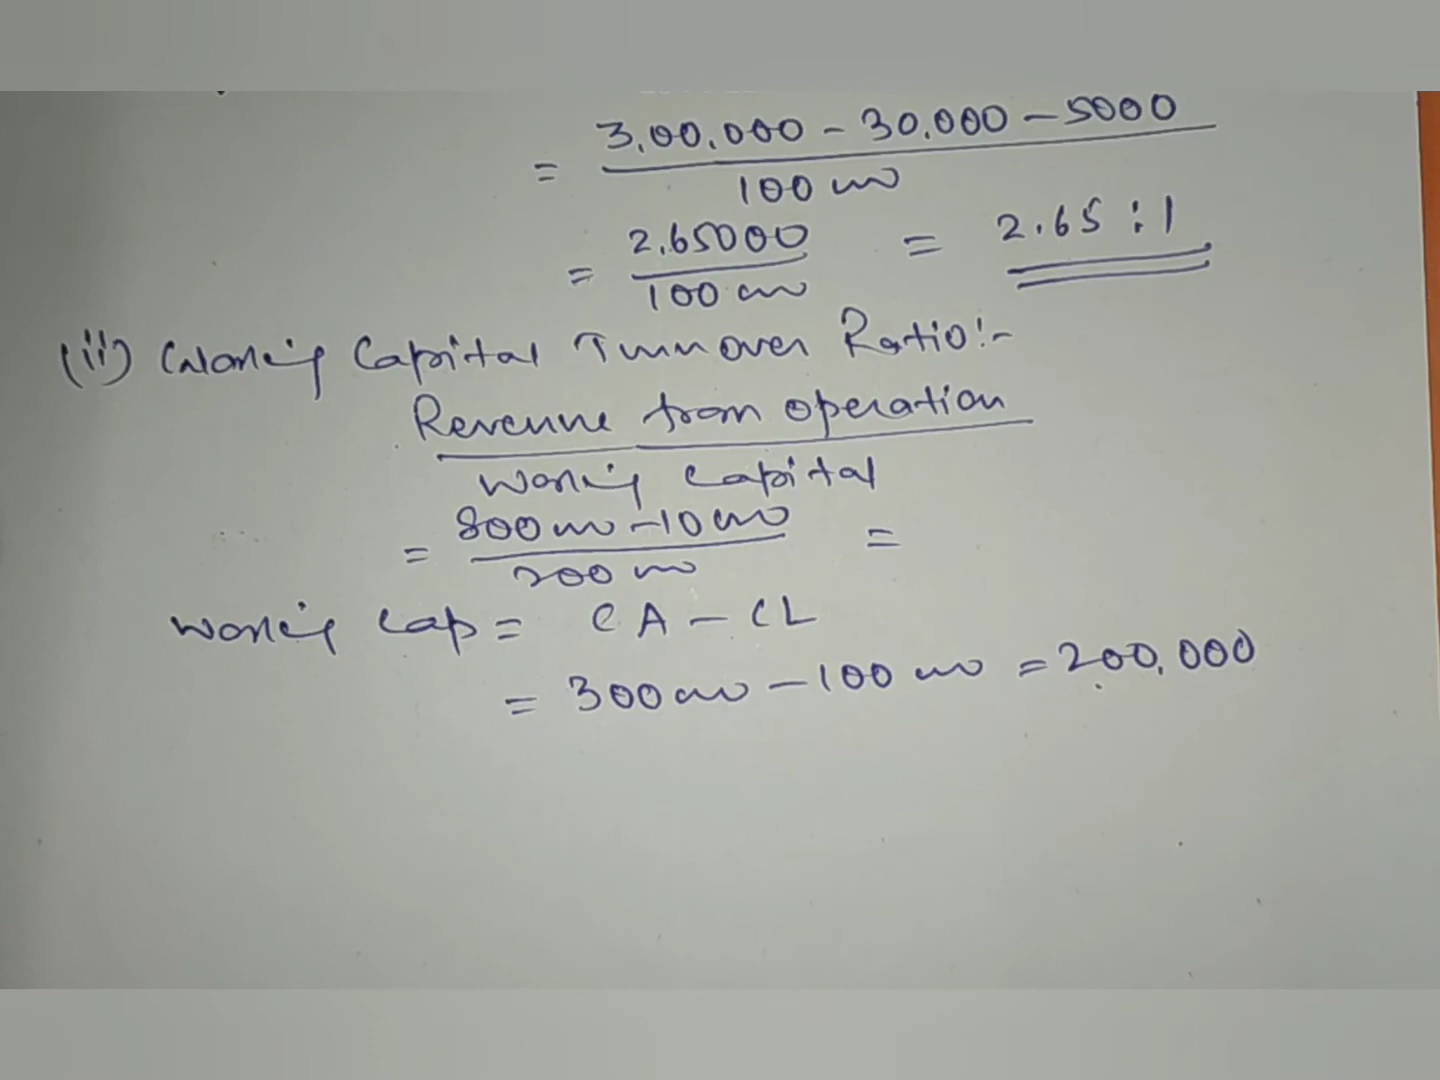 = 3,00,000 - 30,000 - 5000
100 000
= 2,65000 = 2.65 : 1
100 000
(ii) Working Capital Turnover Ratio:-
Revenue from operation
Working Capital
= 800 000 - 10 000 =
200 000
Working Cap = CA - CL
= 300 000 - 100 000 = 200,000